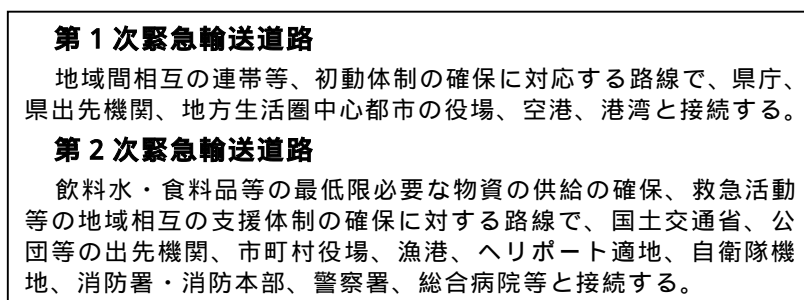 第1次緊急輸送道路
地域間相互の連帯等、初動体制の確保に対応する路線で、県庁、
県出先機関、地方生活圏中心都市の役場、空港、港湾と接続する。
第2次緊急輸送道路
飲料水・食料品等の最低限必要な物資の供給の確保、救急活動
等の地域相互の支援体制の確保に対する路線で、国土交通省、公
団等の出先機関、市町村役場、漁港、ヘリポート適地、自衛隊機
地、消防署・消防本部、警察署、総合病院等と接続する。